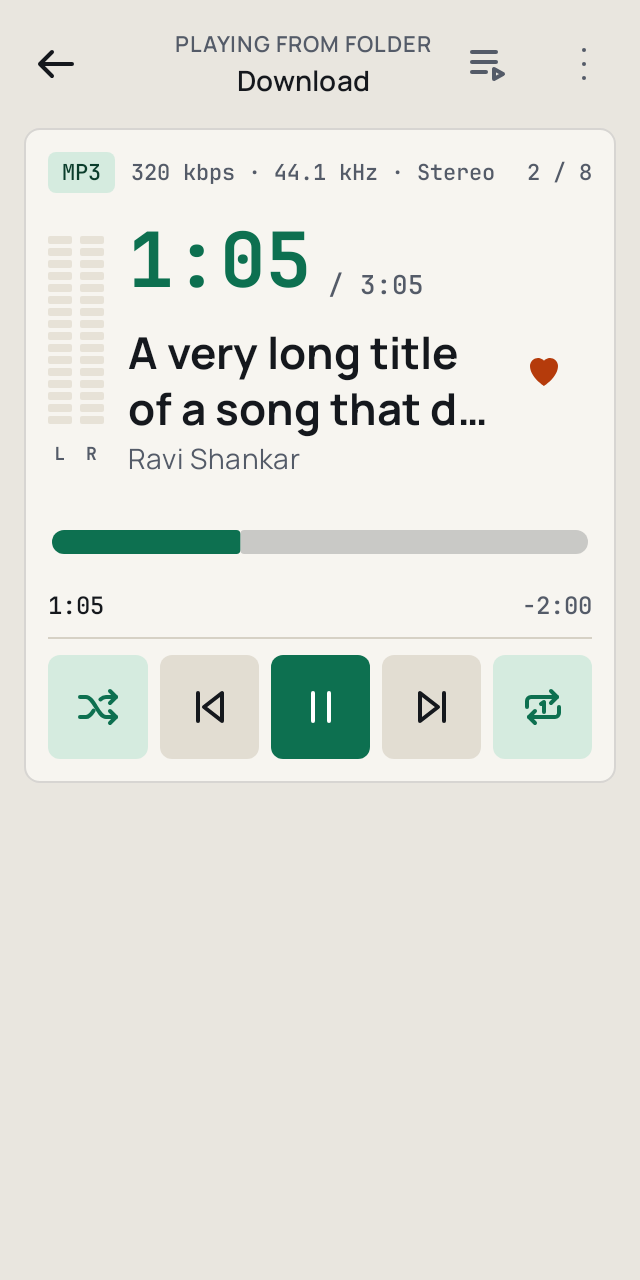 PLAYING FROM FOLDER
Download
MP3 320 kbps · 44.1 kHz · Stereo 2 / 8
1:05 / 3:05
A very long title
of a song that d…
L R
Ravi Shankar
1:05 -2:00
1